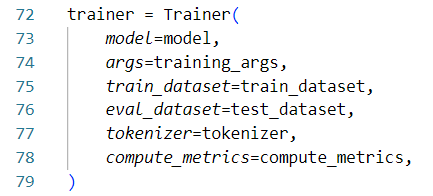 72 trainer = Trainer(
73     model=model,
74     args=training_args,
75     train_dataset=train_dataset,
76     eval_dataset=test_dataset,
77     tokenizer=tokenizer,
78     compute_metrics=compute_metrics,
79 )